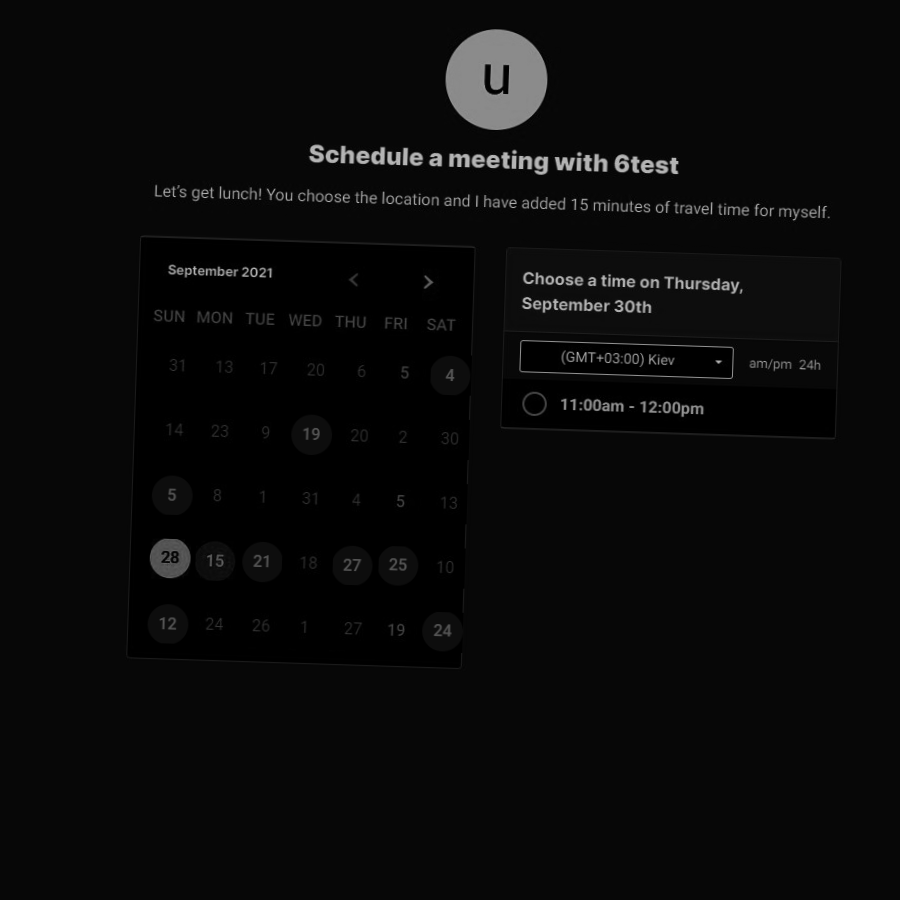 u
Schedule a meeting with 6test
Let's get lunch! You choose the location and I have added 15 minutes of travel time for myself.
September 2021
SUN MON TUE WED THU FRI SAT
31 13 17 20 6 5 4
14 23 9 19 20 2 30
5 8 1 31 4 5 13
28 15 21 18 27 25 10
12 24 26 1 27 19 24
Choose a time on Thursday,
September 30th
(GMT+03:00) Kiev
am/pm 24h
11:00am - 12:00pm